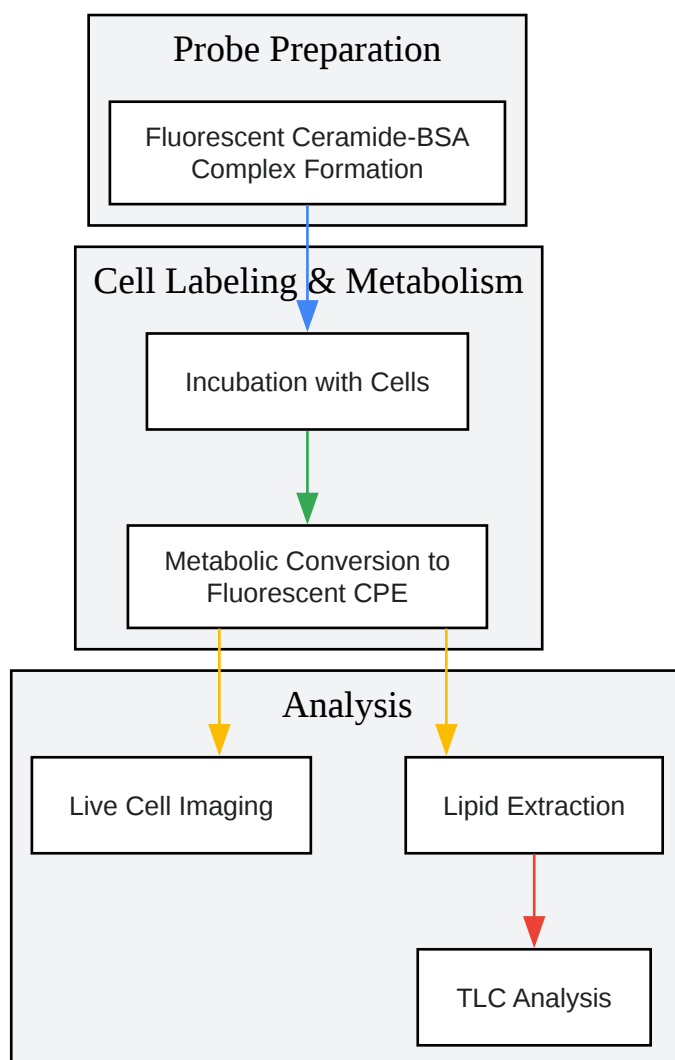 Probe Preparation
Fluorescent Ceramide-BSA
Complex Formation
Cell Labeling & Metabolism
Incubation with Cells
Metabolic Conversion to
Fluorescent CPE
Analysis
Live Cell Imaging
Lipid Extraction
TLC Analysis